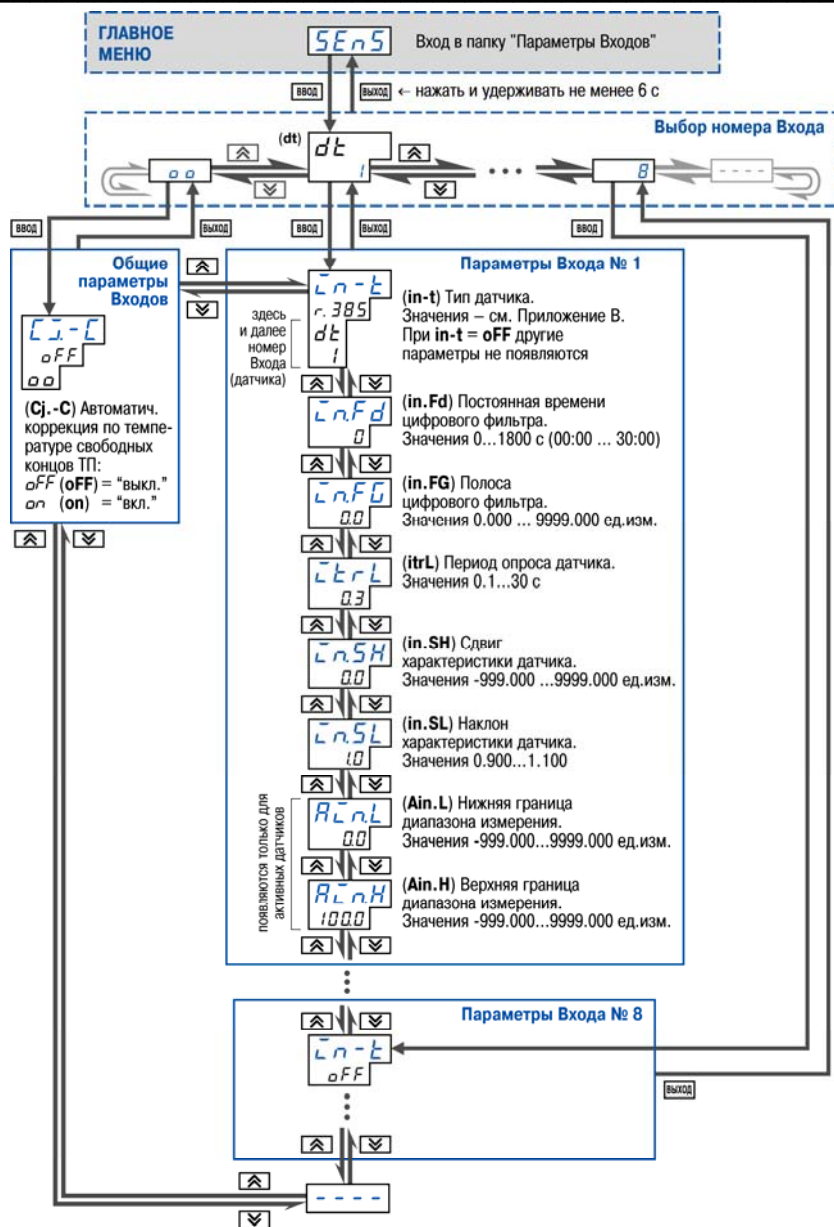 ГЛАВНОЕ
МЕНЮ
SEnS
Вход в папку "Параметры Входов"
ВВОД
ВЫХОД
← нажать и удерживать не менее 6 с
Выбор номера Входа
(dt)
dt
1
oo
8
- - - -
ВВОД
ВЫХОД
ВВОД
ВЫХОД
ВВОД
Общие
параметры
Входов
Cj.-C
oFF
oo
(Cj.-C) Автоматич.
коррекция по темпе-
ратуре свободных
концов ТП:
oFF (oFF) = “выкл.”
on (on) = “вкл.”
Параметры Входа № 1
in-t
r.385
dt
1
здесь
и далее
номер
Входа
(датчика)
(in-t) Тип датчика.
Значения – см. Приложение В.
При in-t = oFF другие
параметры не появляются
in.Fd
0
(in.Fd) Постоянная времени
цифрового фильтра.
Значения 0...1800 с (00:00 ... 30:00)
in.FG
0.0
(in.FG) Полоса
цифрового фильтра.
Значения 0.000 ... 9999.000 ед.изм.
itrL
0.3
(itrL) Период опроса датчика.
Значения 0.1...30 с
in.SH
0.0
(in.SH) Сдвиг
характеристики датчика.
Значения -999.000 ...9999.000 ед.изм.
in.SL
1.0
(in.SL) Наклон
характеристики датчика.
Значения 0.900...1.100
появляются только для
активных датчиков
Ain.L
0.0
(Ain.L) Нижняя граница
диапазона измерения.
Значения -999.000...9999.000 ед.изм.
Ain.H
100.0
(Ain.H) Верхняя граница
диапазона измерения.
Значения -999.000...9999.000 ед.изм.
Параметры Входа № 8
in-t
oFF
ВЫХОД
- - - -